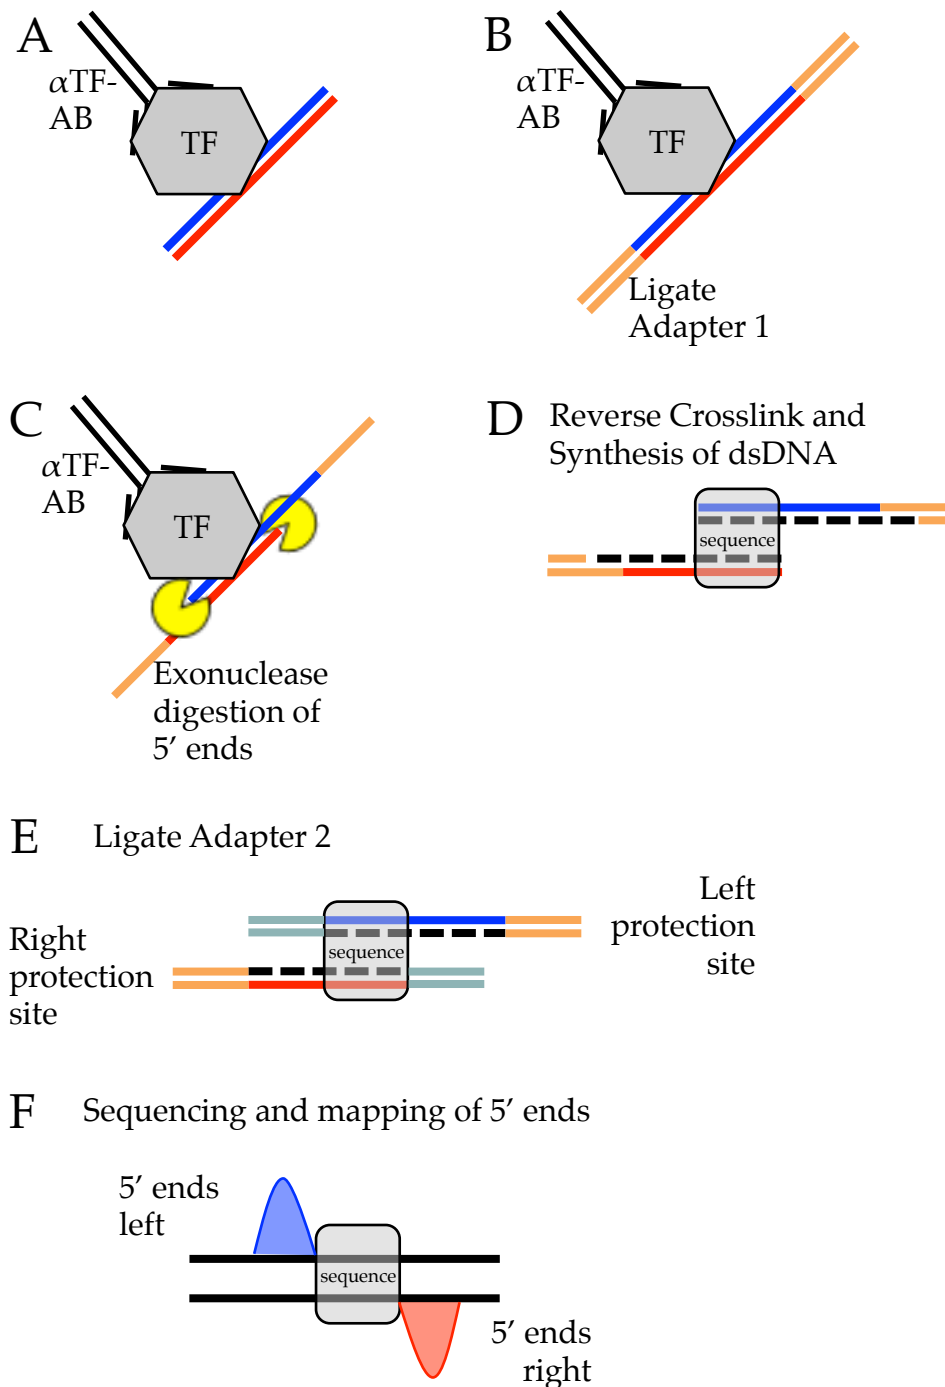 A
αTF-
AB
TF
B
αTF-
AB
TF
Ligate
Adapter 1
C
αTF-
AB
TF
Exonuclease
digestion of
5′ ends
D
Reverse Crosslink and
Synthesis of dsDNA
sequence
E
Ligate Adapter 2
Left
protection
site
Right
protection
site
sequence
F
Sequencing and mapping of 5′ ends
5′ ends
left
sequence
5′ ends
right